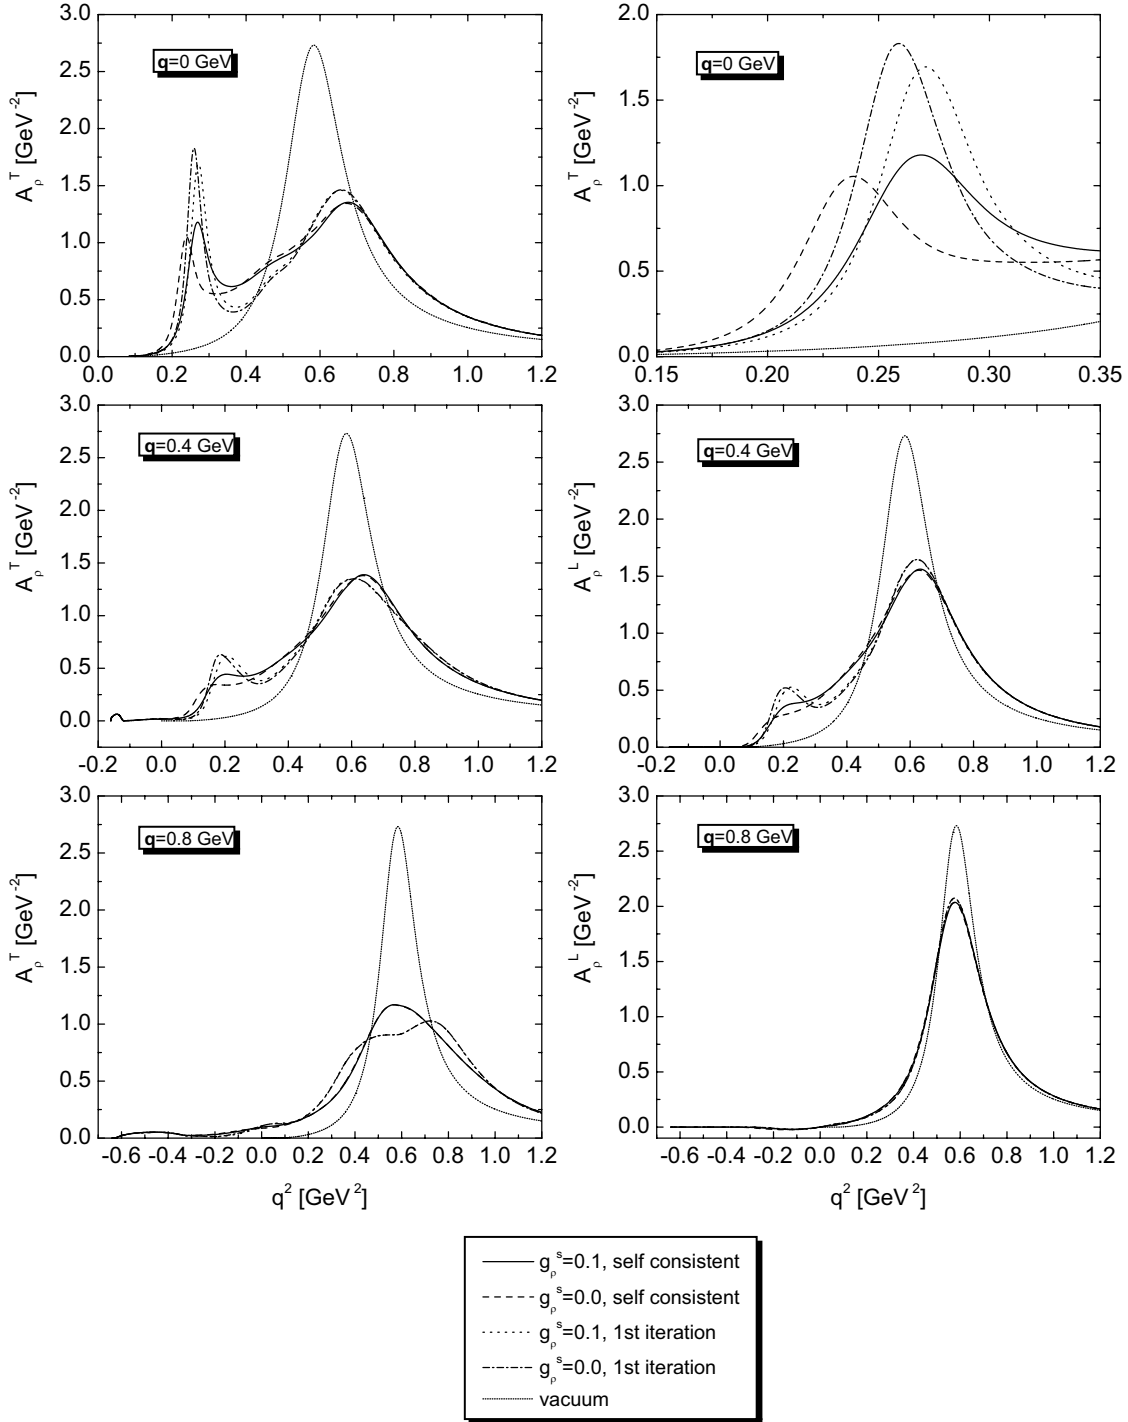 3.0
2.5
2.0
1.5
1.0
0.5
0.0
A_ρ^T [GeV^-2]
q=0 GeV
0.0 0.2 0.4 0.6 0.8 1.0 1.2
2.0
1.5
1.0
0.5
0.0
A_ρ^T [GeV^-2]
q=0 GeV
0.15 0.20 0.25 0.30 0.35
3.0
2.5
2.0
1.5
1.0
0.5
0.0
A_ρ^T [GeV^-2]
q=0.4 GeV
-0.2 0.0 0.2 0.4 0.6 0.8 1.0 1.2
3.0
2.5
2.0
1.5
1.0
0.5
0.0
A_ρ^L [GeV^-2]
q=0.4 GeV
-0.2 0.0 0.2 0.4 0.6 0.8 1.0 1.2
3.0
2.5
2.0
1.5
1.0
0.5
0.0
A_ρ^T [GeV^-2]
q=0.8 GeV
-0.6 -0.4 -0.2 0.0 0.2 0.4 0.6 0.8 1.0 1.2
q^2 [GeV^2]
3.0
2.5
2.0
1.5
1.0
0.5
0.0
A_ρ^L [GeV^-2]
q=0.8 GeV
-0.6 -0.4 -0.2 0.0 0.2 0.4 0.6 0.8 1.0 1.2
q^2 [GeV^2]
g_ρ^s=0.1, self consistent
g_ρ^s=0.0, self consistent
g_ρ^s=0.1, 1st iteration
g_ρ^s=0.0, 1st iteration
vacuum